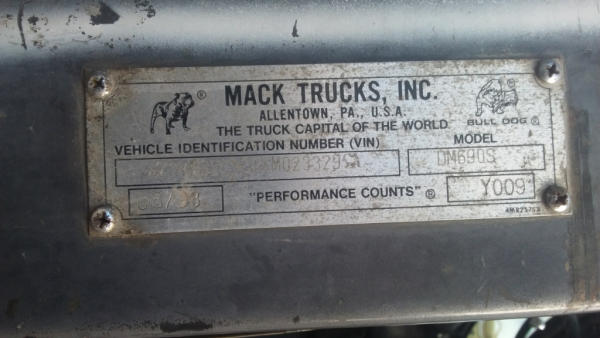 MACK TRUCKS, INC.
ALLENTOWN, PA., U.S.A.
THE TRUCK CAPITAL OF THE WORLD
BULL DOG ®
VEHICLE IDENTIFICATION NUMBER (VIN)
MODEL
DM690S
"PERFORMANCE COUNTS" ®
Y009